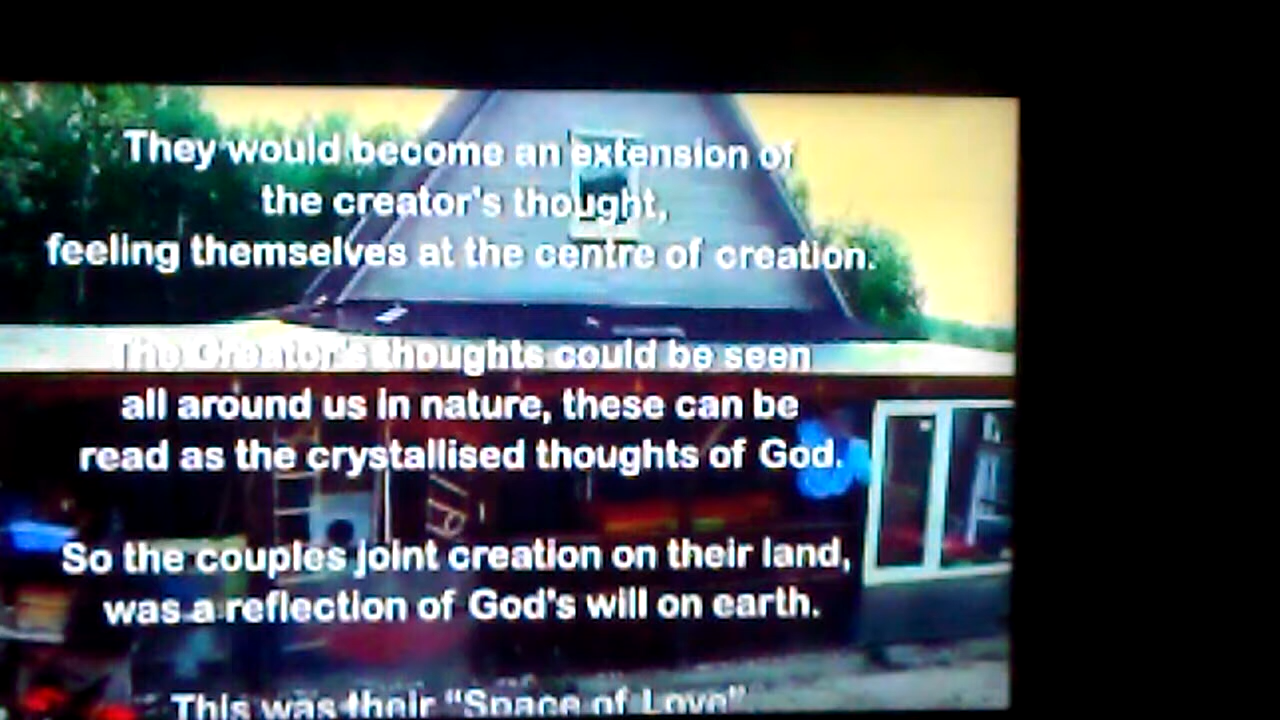 They would become an extension of
the creator's thought,
feeling themselves at the centre of creation.
The Creator's thoughts could be seen
all around us in nature, these can be
read as the crystallised thoughts of God.
So the couples joint creation on their land,
was a reflection of God's will on earth.
This was their “Space of Love”